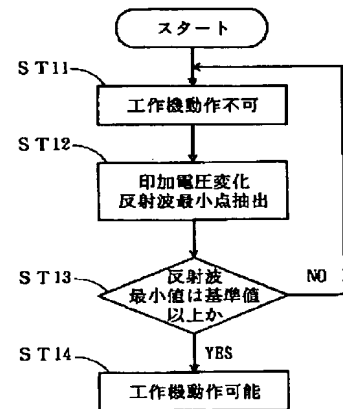 スタート
ST11
工作機動作不可
ST12
印加電圧変化
反射波最小点抽出
ST13
反射波
最小値は基準値
以上か
NO
YES
ST14
工作機動作可能